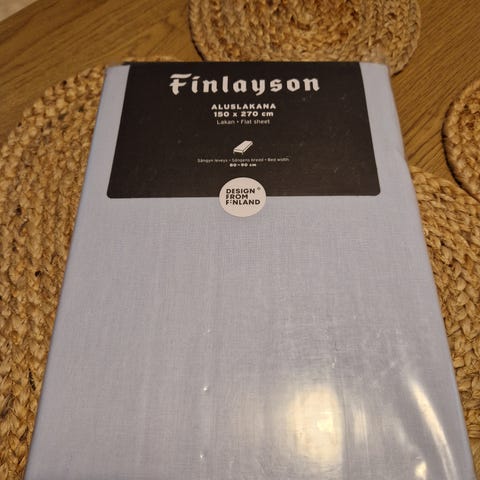 Finlayson
ALUSLAKANA
150 x 270 cm
Lakan • Flat sheet
Sängyn leveys • Sängens bredd • Bed width
80-90 cm
DESIGN
FROM
FINLAND